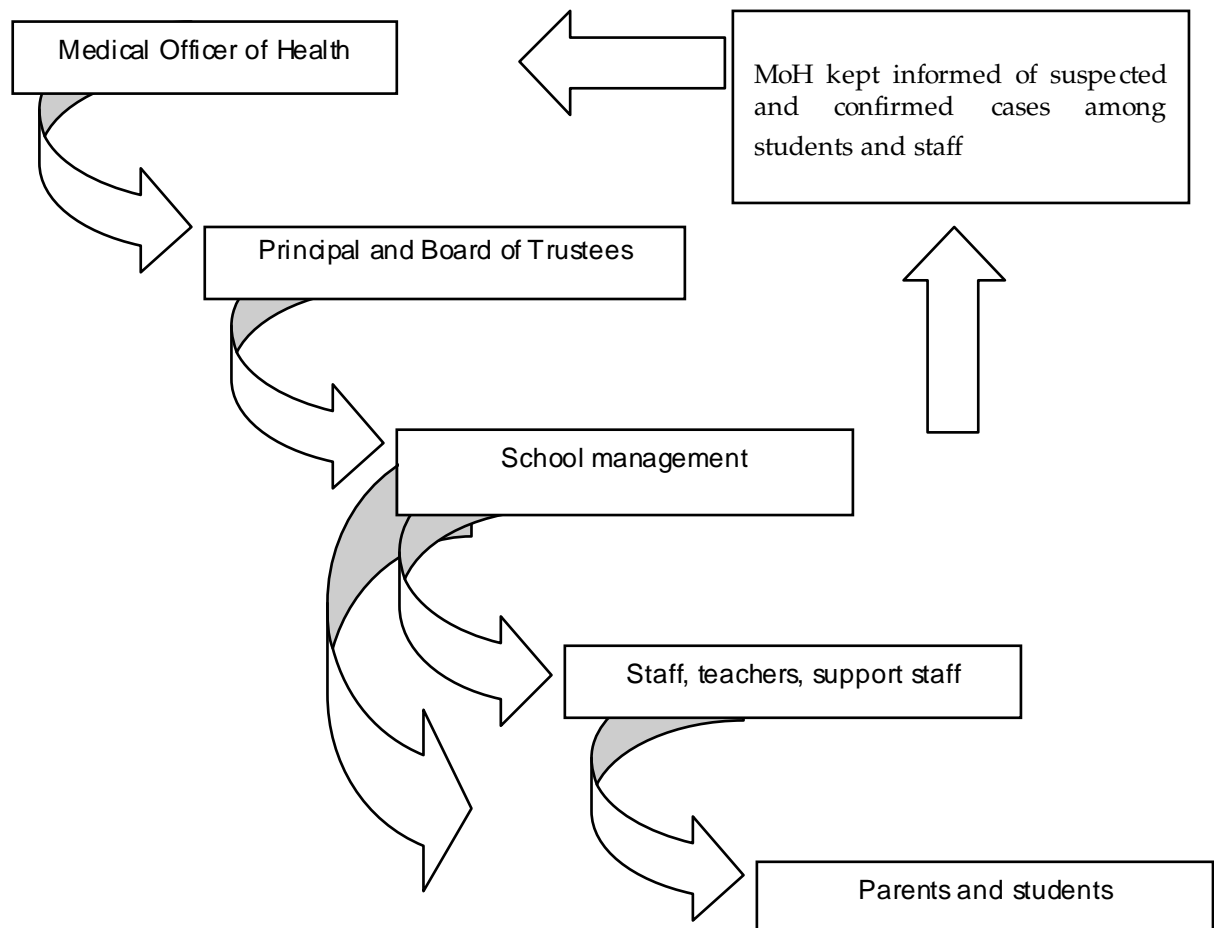 Medical Officer of Health
MoH kept informed of suspected
and confirmed cases among
students and staff
Principal and Board of Trustees
School management
Staff, teachers, support staff
Parents and students